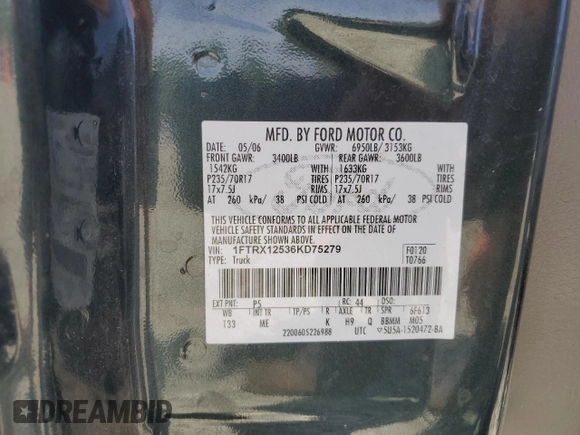 MFD. BY FORD MOTOR CO.
DATE: 05/06 GVWR: 6950LB/ 3153KG
FRONT GAWR: 3400LB REAR GAWR: 3600LB
1542KG WITH 1633KG WITH
P235/70R17 TIRES P235/70R17 TIRES
17x7.5J RIMS 17x7.5J RIMS
AT 260 kPa/ 38 PSI COLD AT 260 kPa/ 38 PSI COLD
THIS VEHICLE CONFORMS TO ALL APPLICABLE FEDERAL MOTOR
VEHICLE SAFETY STANDARDS IN EFFECT ON THE DATE OF
MANUFACTURE SHOWN ABOVE.
VIN: 1FTRX12536KD75279 F0120
TYPE: Truck T0766
EXT PNT: P5 RC: 44 DSO:
WB INT TR TP/PS R AXLE TR SPR 6F613
133 ME K H9 Q BBMM M05
2200605226988 UTC 5U5A-1520472-BA
DREAMBID